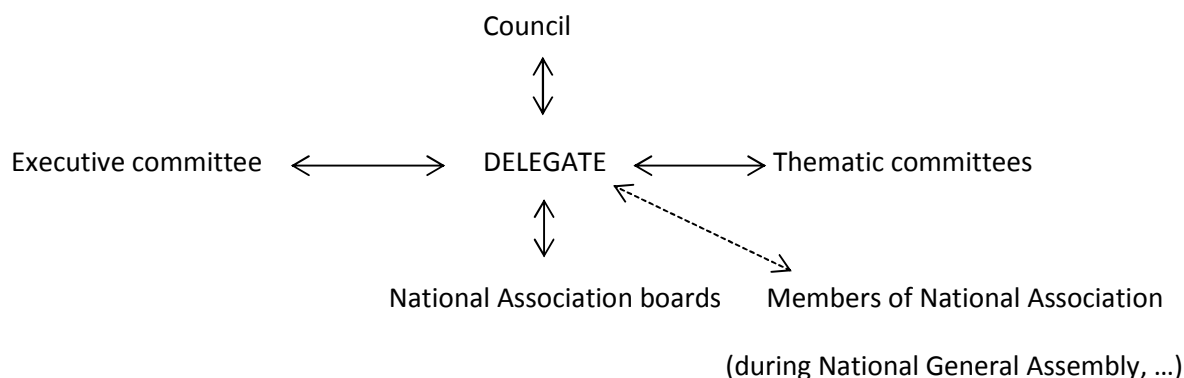 Council
Executive committee DELEGATE Thematic committees
National Association boards Members of National Association
(during National General Assembly, ...)